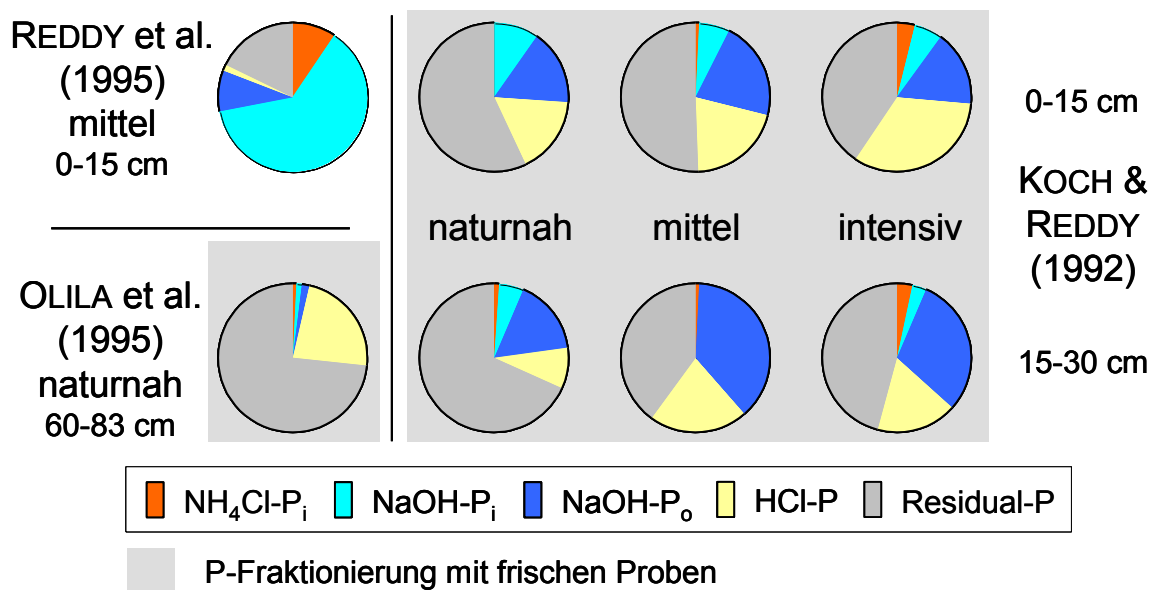 REDDY et al.
(1995)
mittel
0-15 cm
OLILA et al.
(1995)
naturnah
60-83 cm
naturnah mittel intensiv
0-15 cm
KOCH &
REDDY
(1992)
15-30 cm
NH₄Cl-Pᵢ NaOH-Pᵢ NaOH-Pₒ HCl-P Residual-P
P-Fraktionierung mit frischen Proben